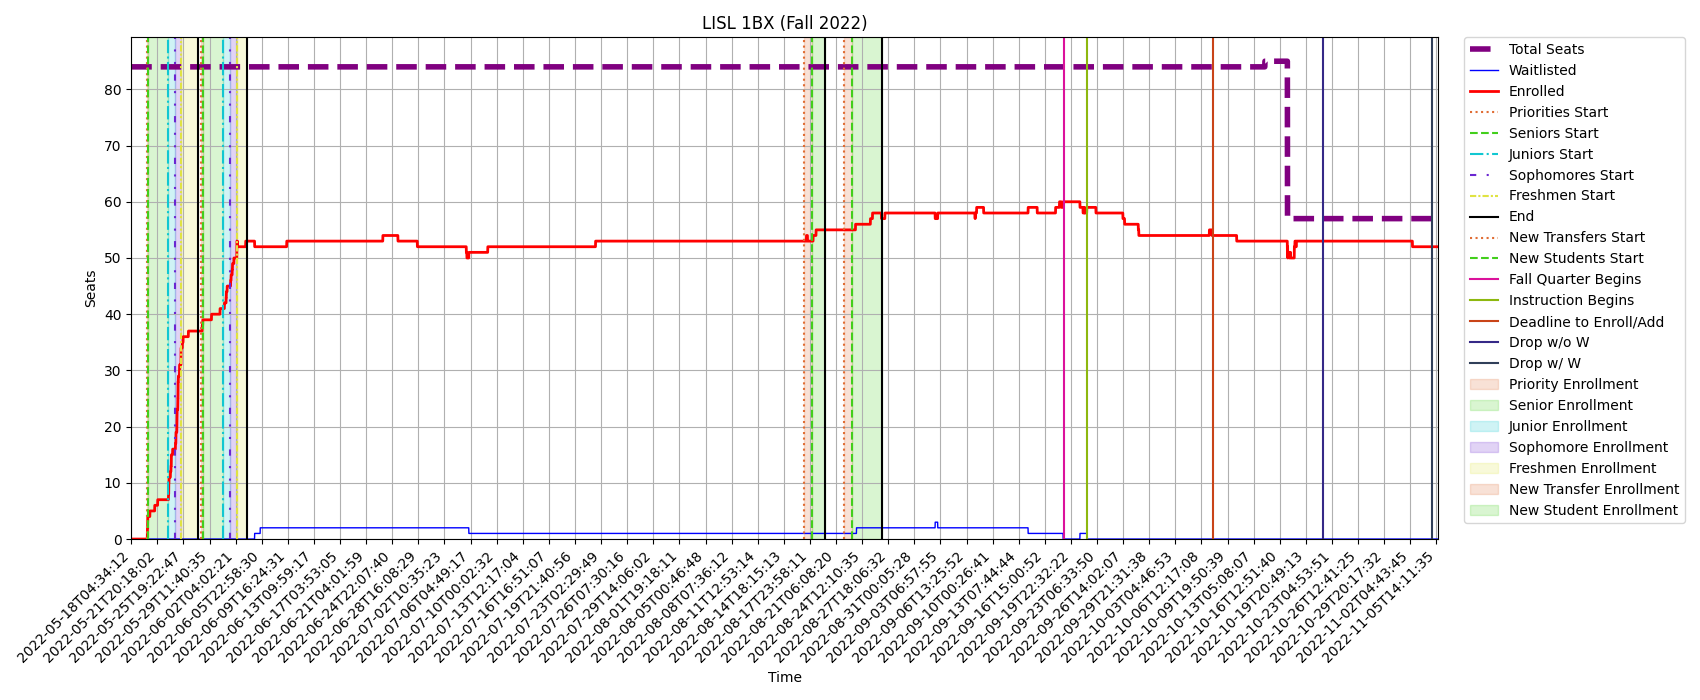 LISL 1BX (Fall 2022)
Seats
80
70
60
50
40
30
20
10
0
2022-05-18T04:34:12
2022-05-21T20:18:02
2022-05-25T19:22:47
2022-05-29T11:40:35
2022-06-02T04:02:21
2022-06-05T22:58:30
2022-06-09T16:24:31
2022-06-13T09:59:17
2022-06-17T03:53:05
2022-06-21T04:01:59
2022-06-24T22:07:40
2022-06-28T16:08:29
2022-07-02T10:35:23
2022-07-06T04:49:17
2022-07-10T00:02:32
2022-07-13T12:17:04
2022-07-16T16:51:07
2022-07-19T21:40:56
2022-07-23T02:29:49
2022-07-26T07:30:16
2022-07-29T14:06:02
2022-08-01T19:18:11
2022-08-05T00:46:48
2022-08-08T07:36:12
2022-08-11T12:53:14
2022-08-14T18:15:13
2022-08-17T23:58:11
2022-08-21T06:08:20
2022-08-24T12:10:35
2022-08-27T18:06:32
2022-08-31T00:05:28
2022-09-03T06:57:55
2022-09-06T13:25:52
2022-09-10T00:26:41
2022-09-13T07:44:44
2022-09-16T15:00:52
2022-09-19T22:32:22
2022-09-23T06:33:50
2022-09-26T14:02:07
2022-09-29T21:31:38
2022-10-03T04:46:53
2022-10-06T12:17:08
2022-10-09T19:50:39
2022-10-13T05:08:07
2022-10-16T12:51:40
2022-10-19T20:49:13
2022-10-23T04:53:51
2022-10-26T12:41:25
2022-10-29T20:17:32
2022-11-02T04:43:45
2022-11-05T14:11:35
Time
Total Seats
Waitlisted
Enrolled
Priorities Start
Seniors Start
Juniors Start
Sophomores Start
Freshmen Start
End
New Transfers Start
New Students Start
Fall Quarter Begins
Instruction Begins
Deadline to Enroll/Add
Drop w/o W
Drop w/ W
Priority Enrollment
Senior Enrollment
Junior Enrollment
Sophomore Enrollment
Freshmen Enrollment
New Transfer Enrollment
New Student Enrollment